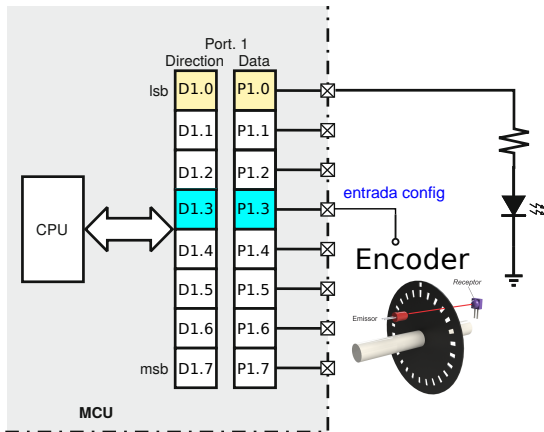 Port. 1
Direction Data
lsb D1.0 P1.0
D1.1 P1.1
D1.2 P1.2
D1.3 P1.3 entrada config
CPU D1.4 P1.4 Encoder
D1.5 P1.5 Receptor
Emissor
D1.6 P1.6
msb D1.7 P1.7
MCU